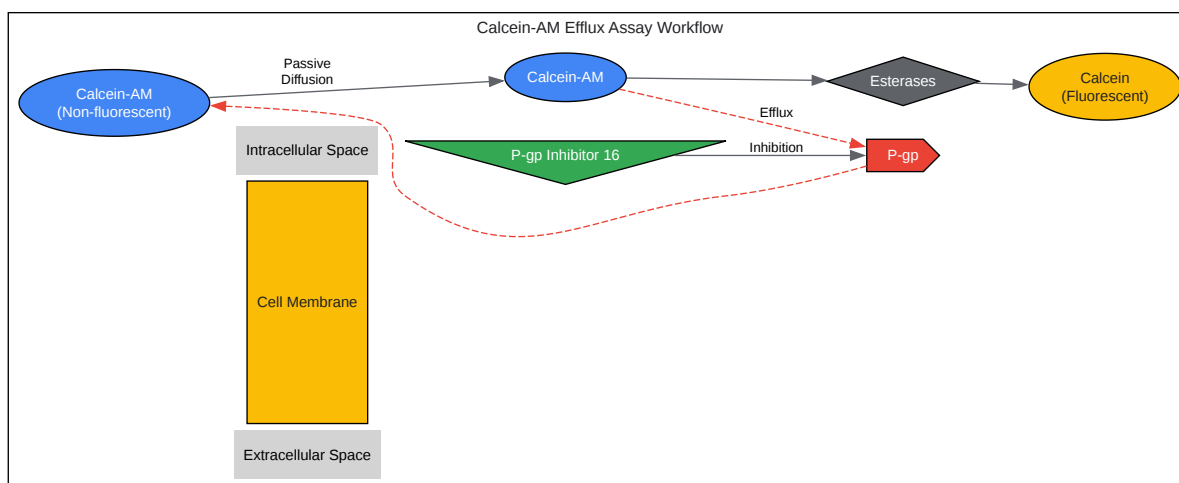 Calcein-AM Efflux Assay Workflow
Passive
Diffusion
Calcein-AM
(Non-fluorescent)
Calcein-AM
Esterases
Calcein
(Fluorescent)
Efflux
Intracellular Space
P-gp Inhibitor 16
Inhibition
P-gp
Cell Membrane
Extracellular Space